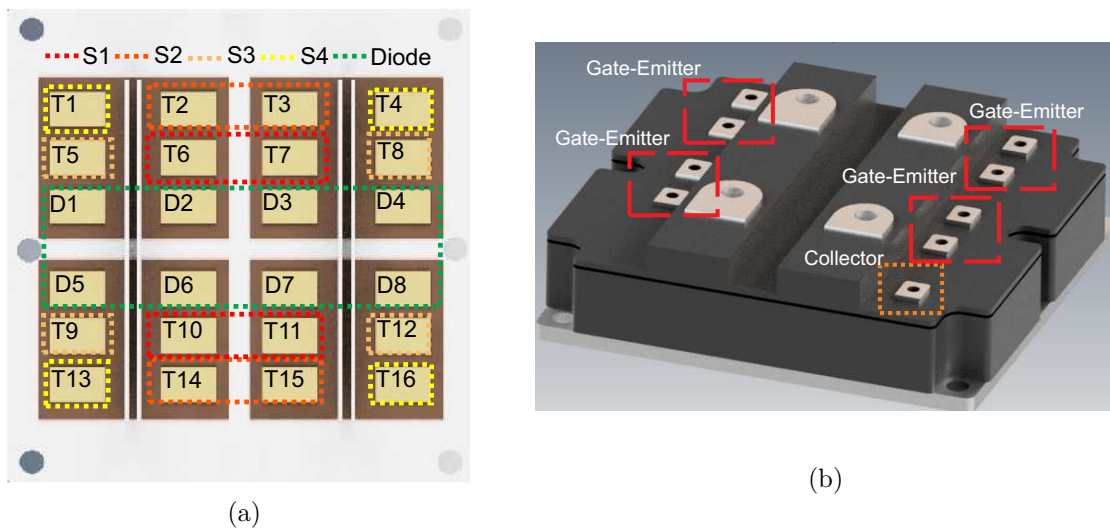 S1 S2 S3 S4 Diode
T1 T2 T3 T4
T5 T6 T7 T8
D1 D2 D3 D4
D5 D6 D7 D8
T9 T10 T11 T12
T13 T14 T15 T16
(a)
Gate-Emitter
Gate-Emitter
Gate-Emitter
Gate-Emitter
Collector
(b)